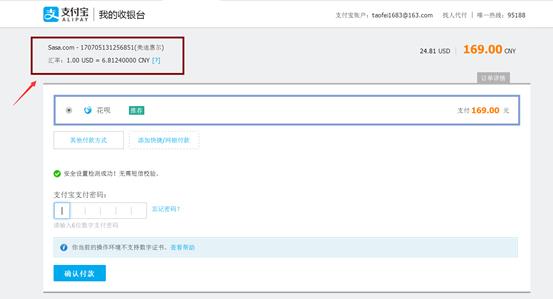 支付宝 我的收银台
ALIPAY
支付宝账户：taofei1683@163.com 找人代付 | 唯一热线：95188
Sasa.com - 170705131256851(美连惠尔)
24.81 USD 169.00 CNY
汇率：1.00 USD = 6.81240000 CNY [?]
订单详情
花呗 推荐 支付 169.00 元
其他付款方式 添加快捷/网银付款
安全设置检测成功！无需短信校验。
支付宝支付密码：
忘记密码？
请输入6位数字支付密码
你当前的操作环境不支持数字证书。查看帮助
确认付款